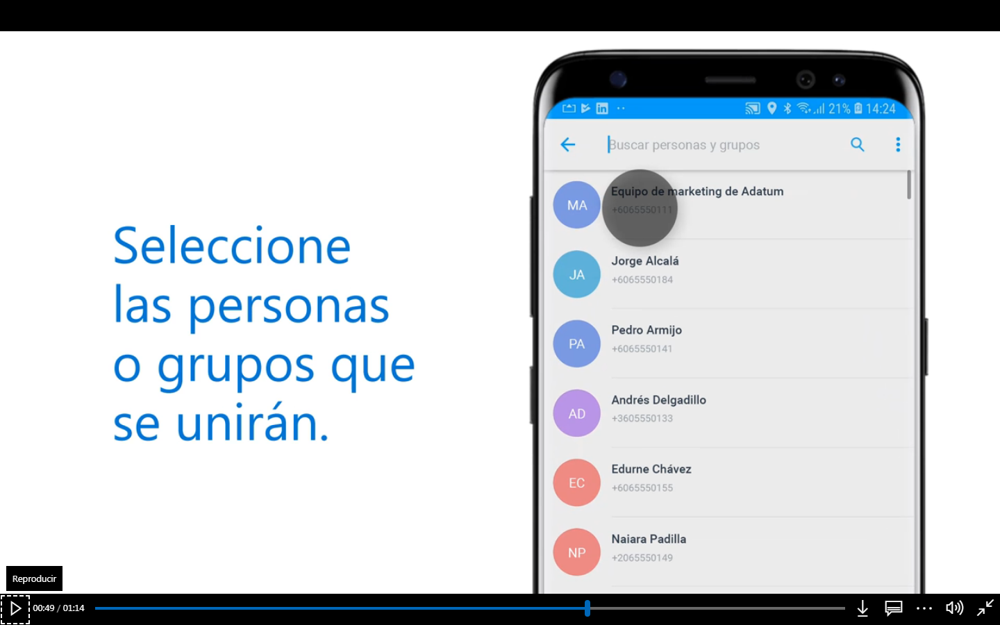 21% 14:24
Buscar personas y grupos
MA
Equipo de marketing de Adatum
+6065550111
JA
Jorge Alcalá
+6065550184
PA
Pedro Armijo
+6065550141
AD
Andrés Delgadillo
+3605550133
EC
Edurne Chávez
+6065550155
NP
Naiara Padilla
+2065550149
Seleccione
las personas
o grupos que
se unirán.
Reproducir
00:49 / 01:14